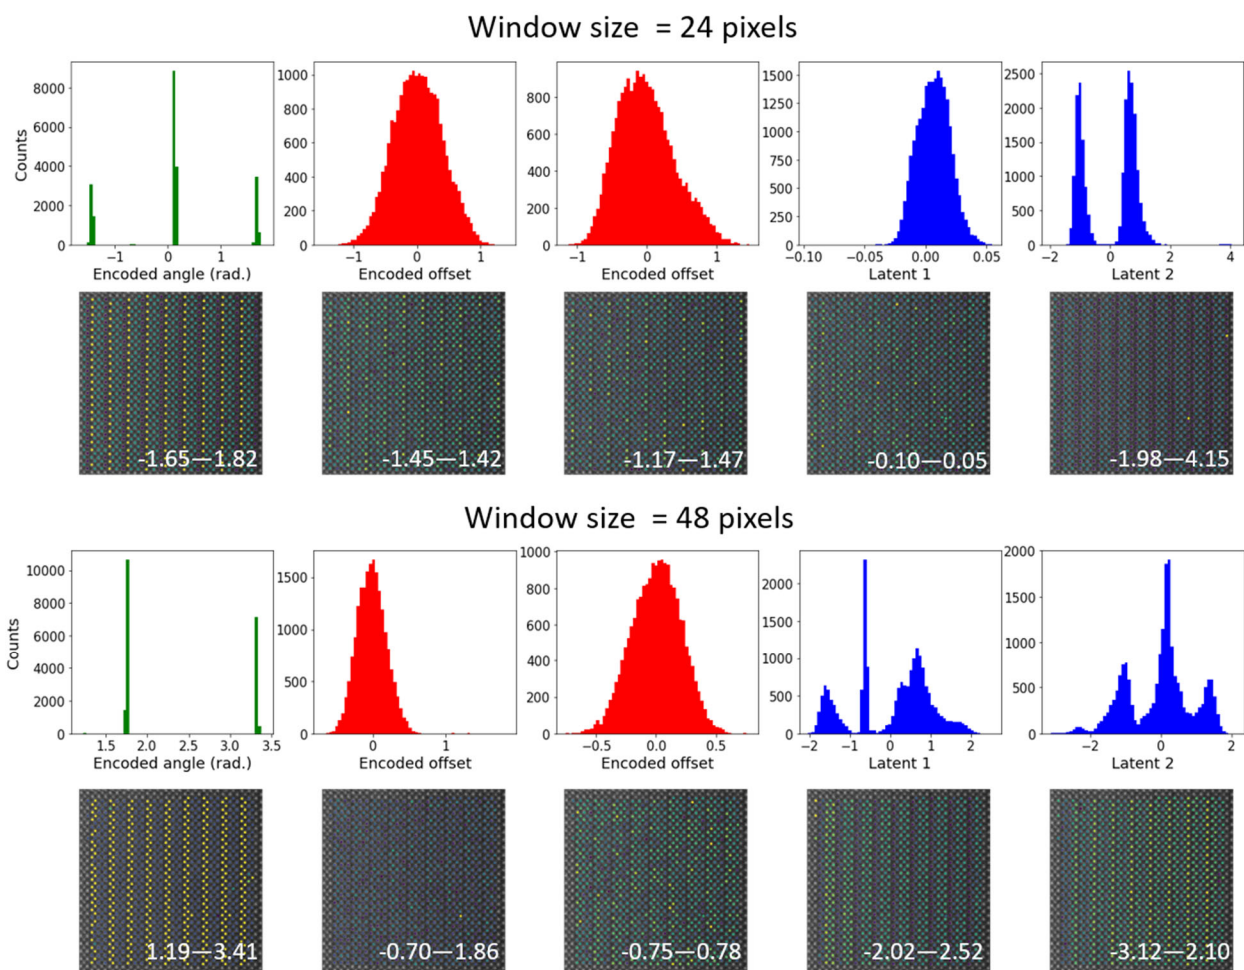 Window size = 24 pixels
Counts
8000
6000
4000
2000
0
−1 0 1
Encoded angle (rad.)
1000
800
600
400
200
0
−1 0 1
Encoded offset
800
600
400
200
0
−1 0 1
Encoded offset
1500
1250
1000
750
500
250
0
−0.10 −0.05 0.00 0.05
Latent 1
2500
2000
1500
1000
500
0
−2 0 2 4
Latent 2
-1.65—1.82
-1.45—1.42
-1.17—1.47
-0.10—0.05
-1.98—4.15
Window size = 48 pixels
Counts
10000
8000
6000
4000
2000
0
1.5 2.0 2.5 3.0 3.5
Encoded angle (rad.)
1500
1000
500
0
0 1
Encoded offset
1000
800
600
400
200
0
−0.5 0.0 0.5
Encoded offset
2000
1500
1000
500
0
−2 −1 0 1 2
Latent 1
2000
1500
1000
500
0
−2 0 2
Latent 2
1.19—3.41
-0.70—1.86
-0.75—0.78
-2.02—2.52
-3.12—2.10